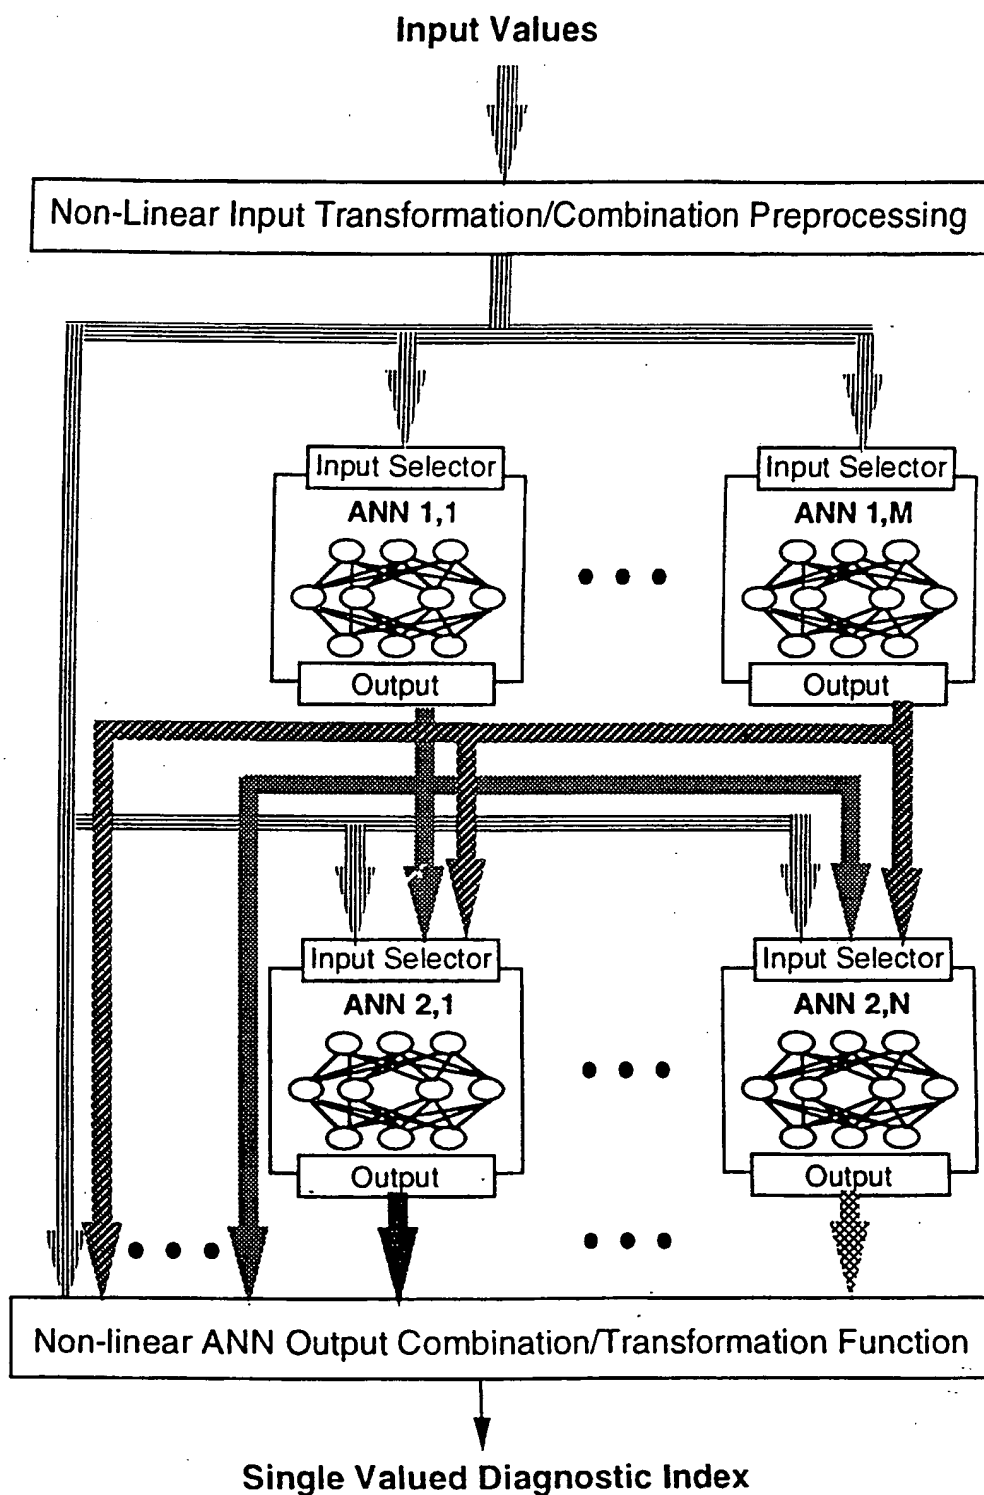 Input Values
Non-Linear Input Transformation/Combination Preprocessing
Input Selector
ANN 1,1
Output
Input Selector
ANN 1,M
Output
Input Selector
ANN 2,1
Output
Input Selector
ANN 2,N
Output
Non-linear ANN Output Combination/Transformation Function
Single Valued Diagnostic Index